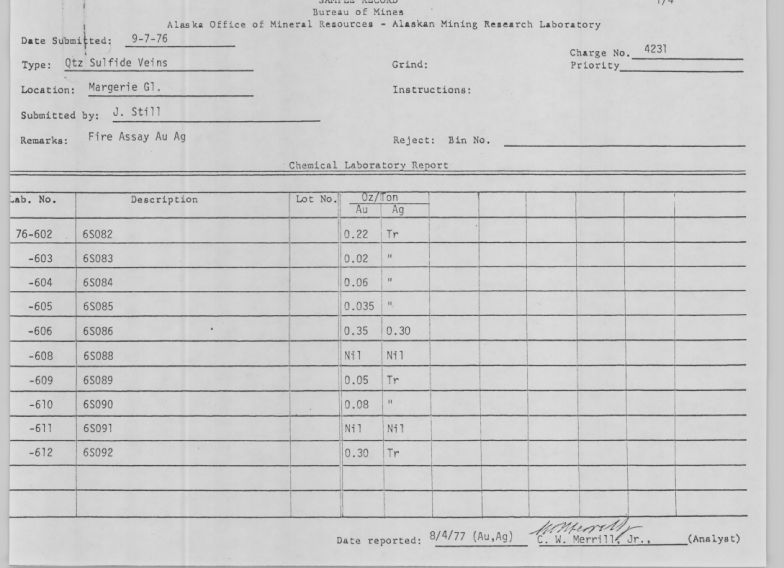 SAMPLE RECORD 1/4
Bureau of Mines
Alaska Office of Mineral Resources - Alaskan Mining Research Laboratory
Date Submitted: 9-7-76
Charge No. 4231
Type: Qtz Sulfide Veins Grind: Priority
Location: Margerie Gl. Instructions:
Submitted by: J. Still
Remarks: Fire Assay Au Ag Reject: Bin No.
Chemical Laboratory Report
Lab. No. Description Lot No. Oz/Ton
Au Ag
76-602 6S082 0.22 Tr
-603 6S083 0.02 "
-604 6S084 0.06 "
-605 6S085 0.035 "
-606 6S086 0.35 0.30
-608 6S088 Nil Nil
-609 6S089 0.05 Tr
-610 6S090 0.08 "
-611 6S091 Nil Nil
-612 6S092 0.30 Tr
Date reported: 8/4/77 (Au,Ag) C. W. Merrill, Jr., (Analyst)